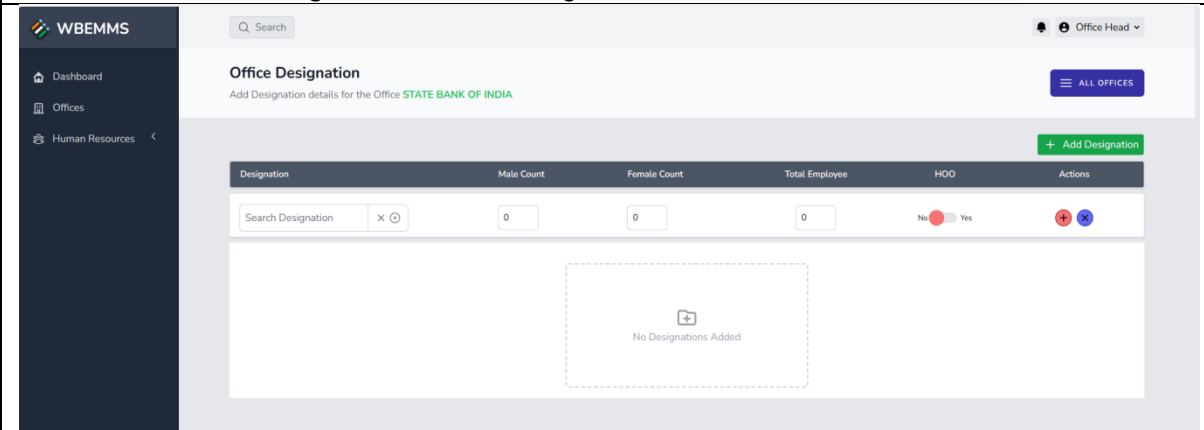 WBEMMS
Search
Office Head
Dashboard
Offices
Human Resources
Office Designation
Add Designation details for the Office STATE BANK OF INDIA
ALL OFFICES
+ Add Designation
Designation Male Count Female Count Total Employee HOO Actions
Search Designation 0 0 0 No Yes
No Designations Added